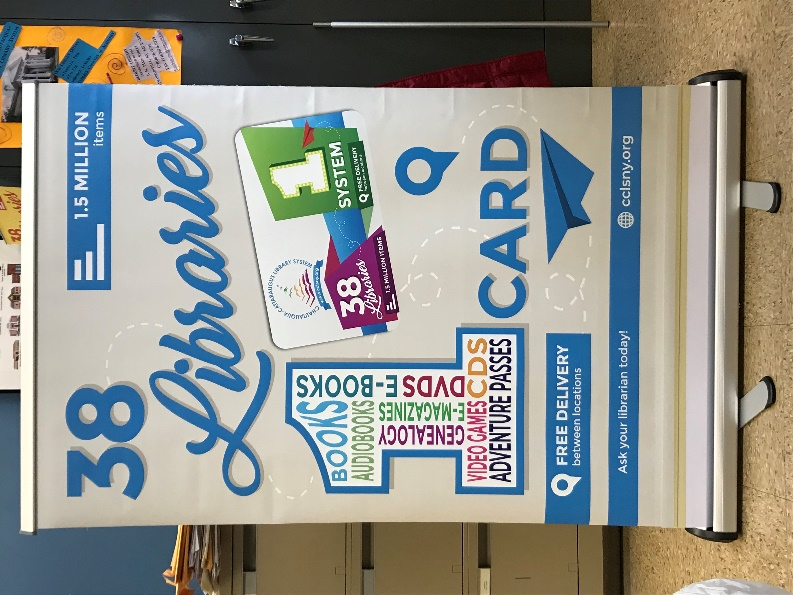 1.5 MILLION
items
38
Libraries
CHAUTAUQUA-CATTARAUGUS LIBRARY SYSTEM
38
Libraries
1.5 MILLION ITEMS
1
SYSTEM
FREE DELIVERY
1
BOOKS
AUDIOBOOKS
GENEALOGY
VIDEO GAMES
ADVENTURE PASSES
E-BOOKS
E-MAGAZINES
DVDS
CDS
CARD
FREE DELIVERY
between locations
Ask your librarian today!
cclsny.org